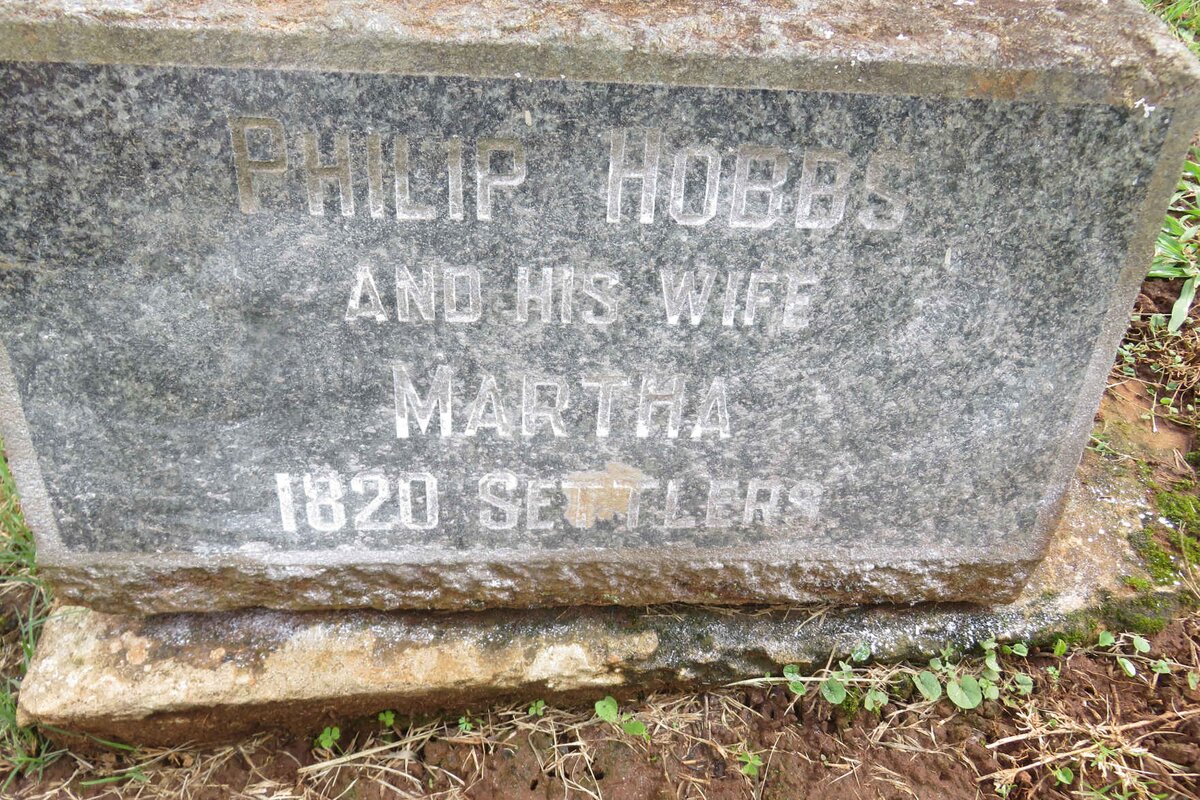 PHILIP HOBBS
AND HIS WIFE
MARTHA
1820 SETTLERS